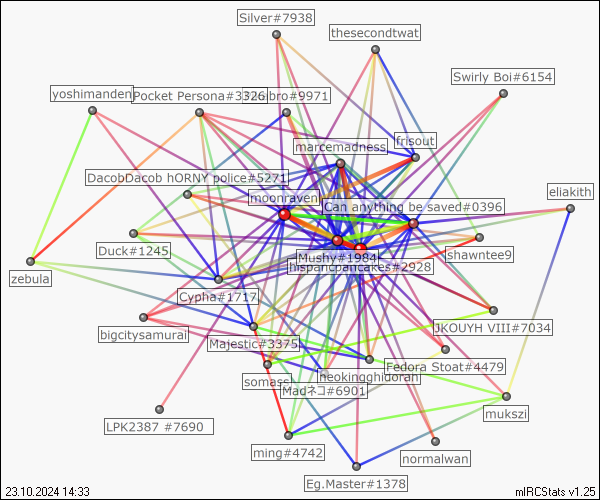 Silver#7938
thesecondtwat
Swirly Boi#6154
yoshimanden
Pocket Persona#3326
bro#9971
frisout
marcemadness
DacobDacob hORNY police#5271
moonraven
eliakith
Can anything be saved#0396
Duck#1245
Mushy#1984
shawntee9
hispanicpancakes#2928
zebula
Cypha#1717
JKOUYH VIII#7034
bigcitysamurai
Majestic#3375
Fedora Stoat#4479
neokingghidorah
somassi
Madネコ#6901
mukszi
LPK2387 #7690
ming#4742
normalwan
Eg.Master#1378
23.10.2024 14:33
mIRCStats v1.25